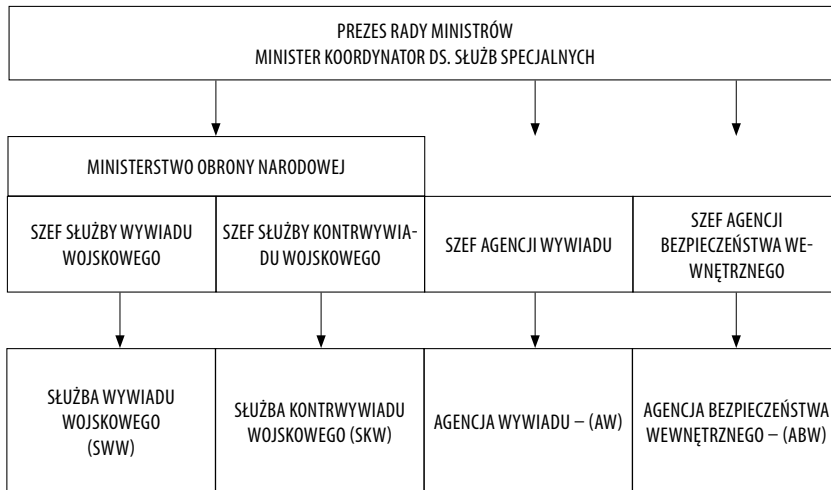 PREZES RADY MINISTRÓW
MINISTER KOORDYNATOR DS. SŁUŻB SPECJALNYCH
MINISTERSTWO OBRONY NARODOWEJ
SZEF SŁUŻBY WYWIADU
WOJSKOWEGO
SZEF SŁUŻBY KONTRWYWIA-
DU WOJSKOWEGO
SZEF AGENCJI WYWIADU
SZEF AGENCJI
BEZPIECZEŃSTWA WE-
WNĘTRZNEGO
SŁUŻBA WYWIADU
WOJSKOWEGO
(SWW)
SŁUŻBA KONTRWYWIADU
WOJSKOWEGO (SKW)
AGENCJA WYWIADU – (AW)
AGENCJA BEZPIECZEŃSTWA
WEWNĘTRZNEGO – (ABW)